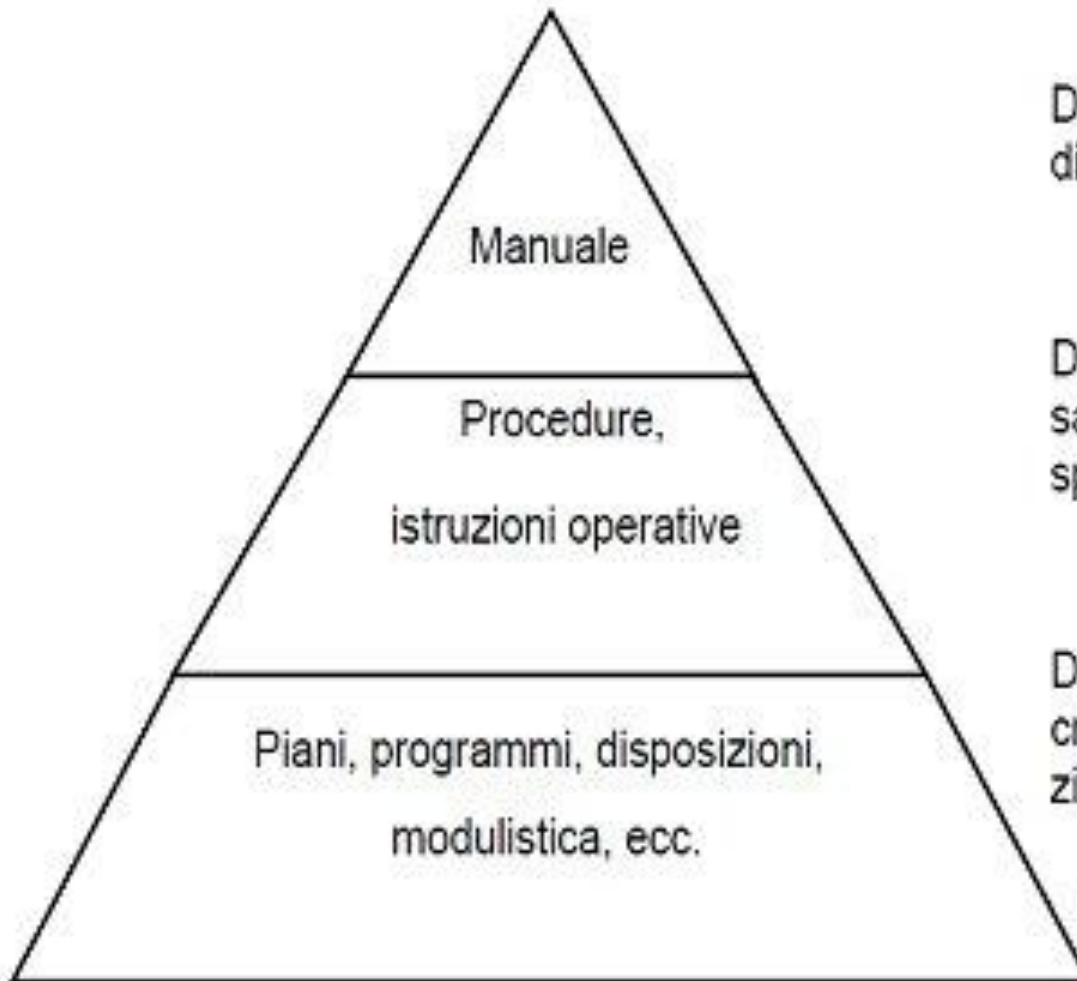 Manuale
Procedure,
istruzioni operative
Piani, programmi, disposizioni,
modulistica, ecc.